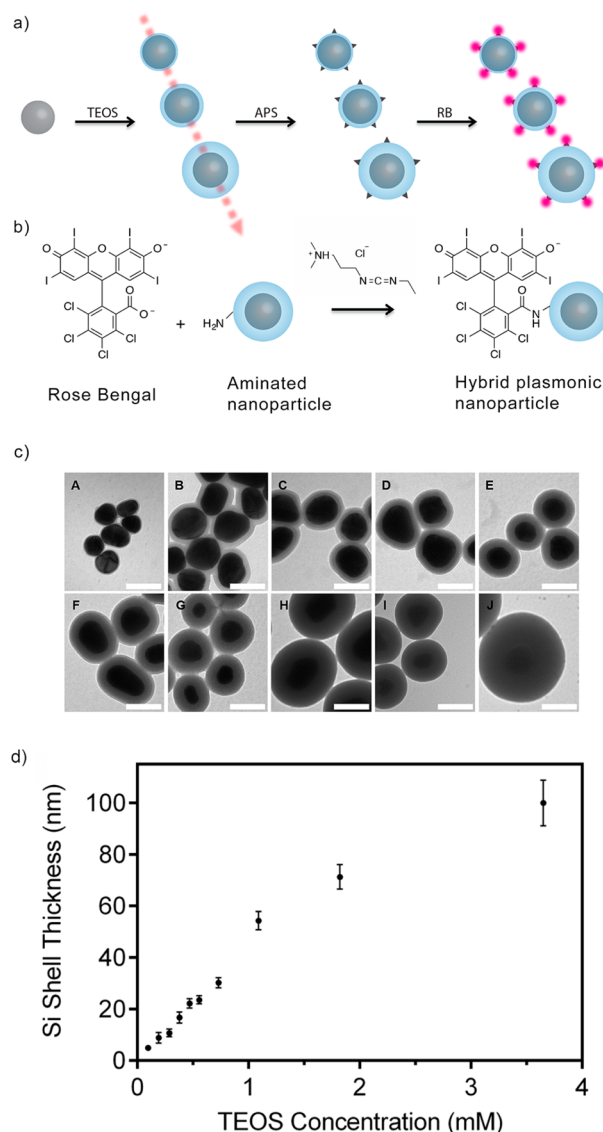 a)
TEOS
APS
RB
b)
I I
O O O⁻
I I
Cl O
Cl O⁻
Cl Cl
+
H₂N
Cl⁻
+NH
N=C=N
I I
O O O⁻
I I
Cl O
Cl N
H
Cl Cl
Rose Bengal
Aminated
nanoparticle
Hybrid plasmonic
nanoparticle
c)
A B C D E
F G H I J
d)
Si Shell Thickness (nm)
100
80
60
40
20
0
0 1 2 3 4
TEOS Concentration (mM)